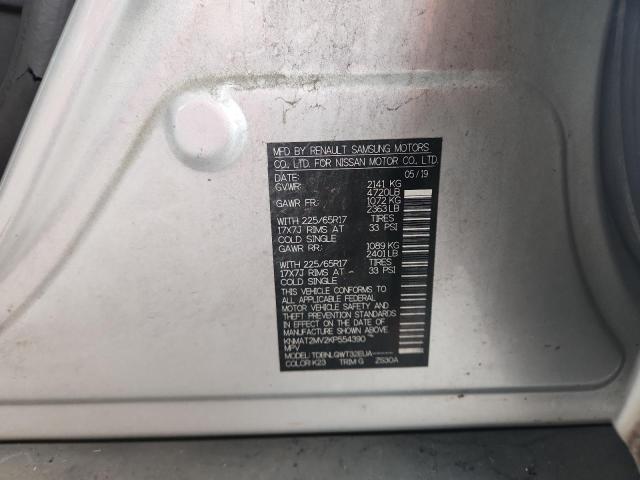 MFD BY RENAULT SAMSUNG MOTORS
CO., LTD. FOR NISSAN MOTOR CO., LTD.
DATE: 05/19
GVWR: 2141 KG
4720LB
GAWR FR: 1072 KG
2363LB
WITH 225/65R17 TIRES
17X7J RIMS AT 33 PSI
COLD SINGLE
GAWR RR: 1089 KG
2401LB
WITH 225/65R17 TIRES
17X7J RIMS AT 33 PSI
COLD SINGLE
THIS VEHICLE CONFORMS TO
ALL APPLICABLE FEDERAL
MOTOR VEHICLE SAFETY AND
THEFT PREVENTION STANDARDS
IN EFFECT ON THE DATE OF
MANUFACTURE SHOWN ABOVE
KNMAT2MV2KP554390
MPV
MODEL: TDBNLQWT32EUA-----
COLOR: K23 TRIM: G ZS30A